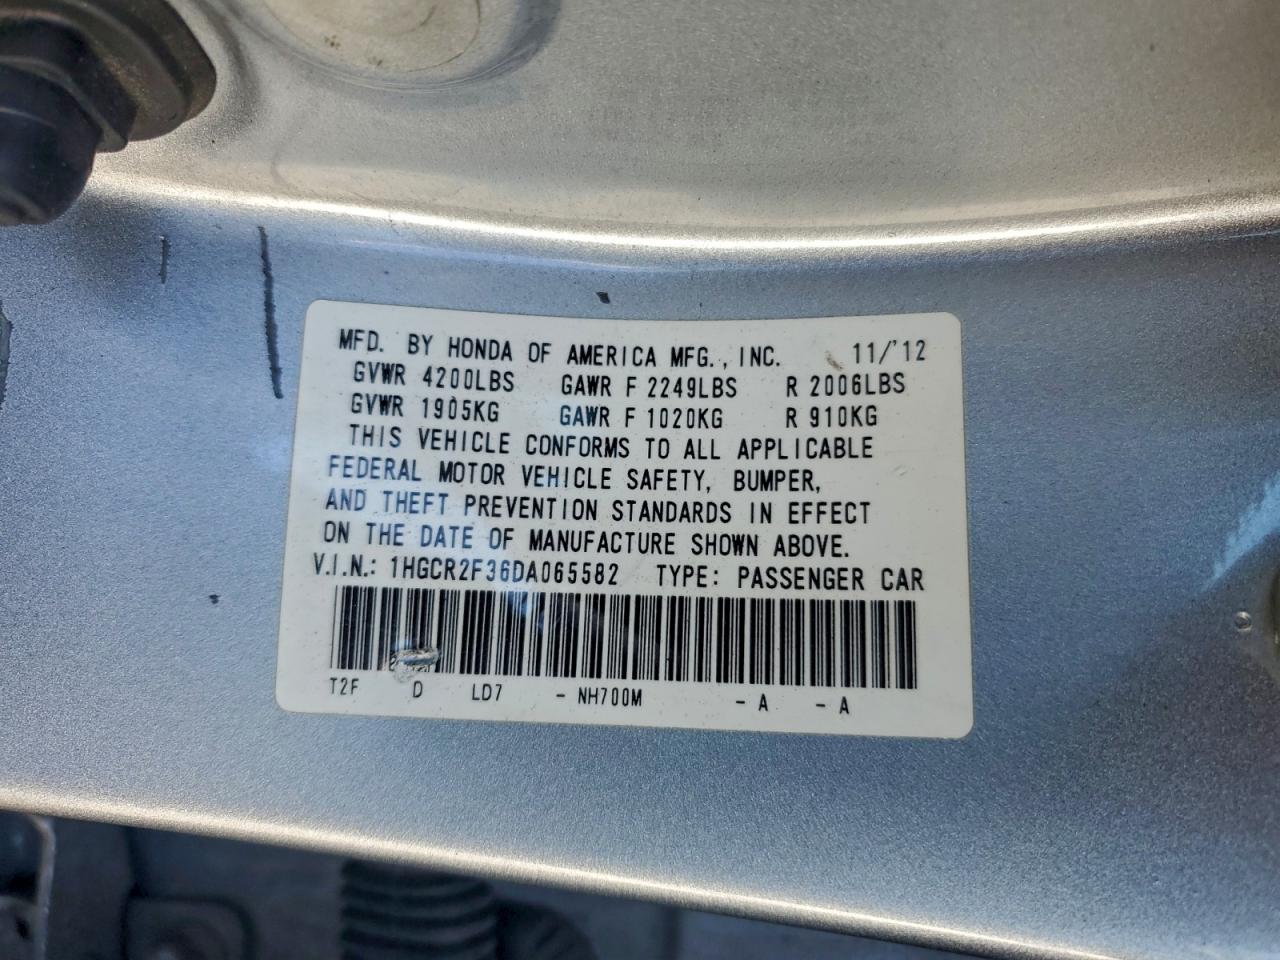 MFD. BY HONDA OF AMERICA MFG., INC. 11/'12
GVWR 4200LBS GAWR F 2249LBS R 2006LBS
GVWR 1905KG GAWR F 1020KG R 910KG
THIS VEHICLE CONFORMS TO ALL APPLICABLE
FEDERAL MOTOR VEHICLE SAFETY, BUMPER,
AND THEFT PREVENTION STANDARDS IN EFFECT
ON THE DATE OF MANUFACTURE SHOWN ABOVE.
V.I.N.: 1HGCR2F36DA065582 TYPE: PASSENGER CAR
T2F D LD7 - NH700M - A - A